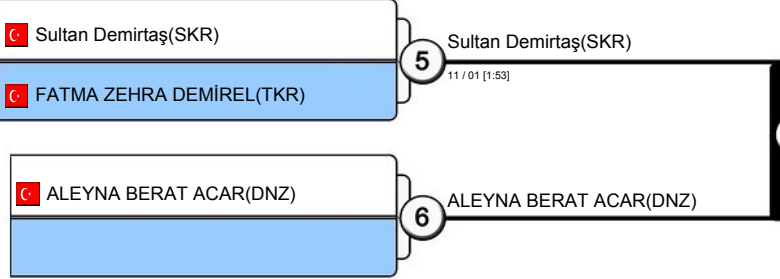 Sultan Demirtaş(SKR)
FATMA ZEHRA DEMİREL(TKR)
5
Sultan Demirtaş(SKR)
11 / 01 [1:53]
ALEYNA BERAT ACAR(DNZ)
6
ALEYNA BERAT ACAR(DNZ)